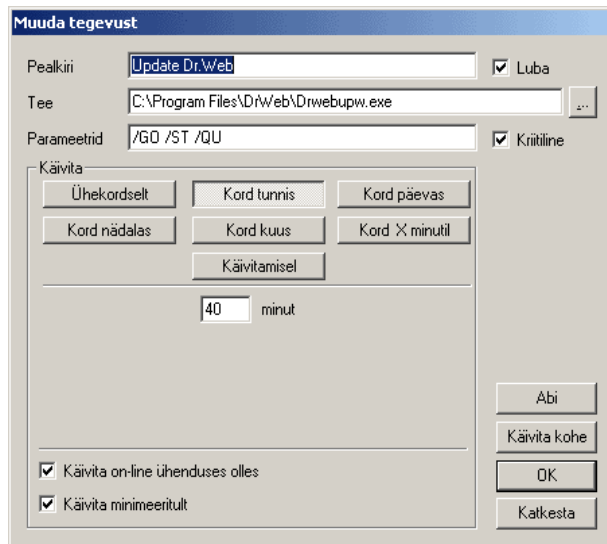 Muuda tegevust
Pealkiri Update Dr.Web Luba
Tee C:\Program Files\DrWeb\Drwebupw.exe ...
Parameetrid /GO /ST /QU Kriitiline
Käivita
Ühekordselt Kord tunnis Kord päevas
Kord nädalas Kord kuus Kord X minutil
Käivitamisel
40 minut
Abi
Käivita kohe
Käivita on-line ühenduses olles OK
Käivita minimeeritult Katkesta